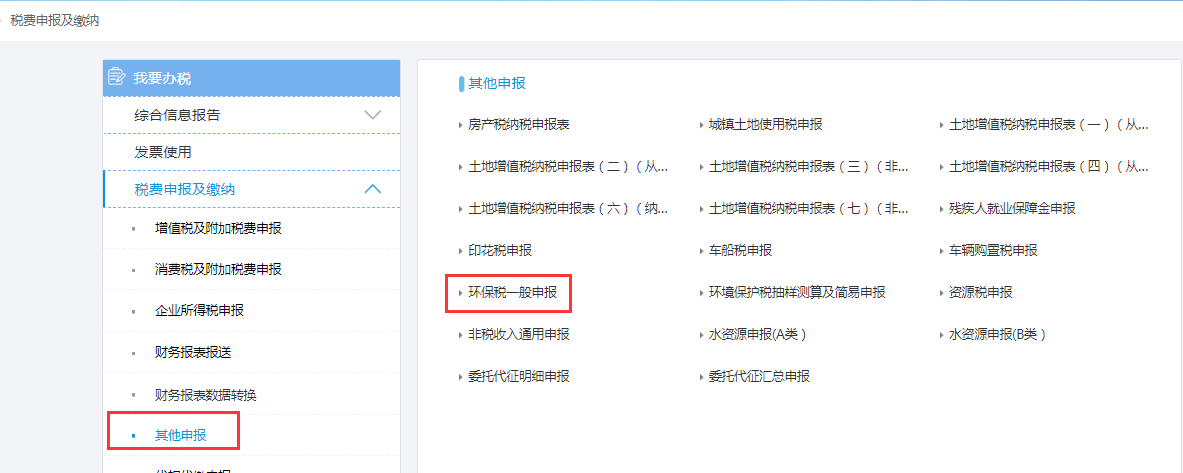 税费申报及缴纳
我要办税
综合信息报告
发票使用
税费申报及缴纳
增值税及附加税费申报
消费税及附加税费申报
企业所得税申报
财务报表报送
财务报表数据转换
其他申报
其他申报
房产税纳税申报表
城镇土地使用税申报
土地增值税纳税申报表（一）（从...
土地增值税纳税申报表（二）（从...
土地增值税纳税申报表（三）（非...
土地增值税纳税申报表（四）（从...
土地增值税纳税申报表（六）（纳...
土地增值税纳税申报表（七）（非...
残疾人就业保障金申报
印花税申报
车船税申报
车辆购置税申报
环保税一般申报
环境保护税抽样测算及简易申报
资源税申报
非税收入通用申报
水资源申报(A类）
水资源申报(B类）
委托代征明细申报
委托代征汇总申报